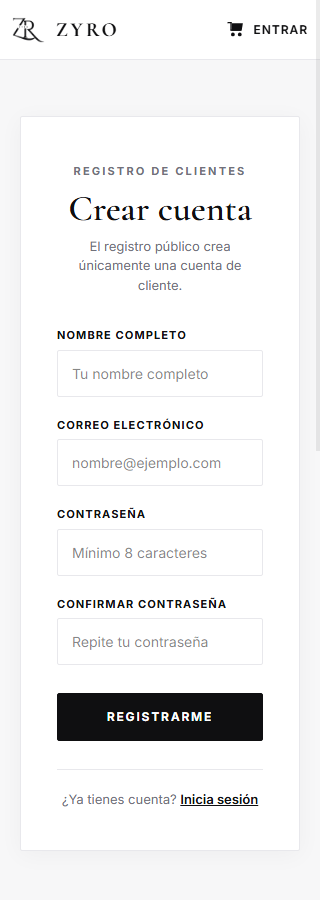 ZR ZYRO ENTRAR
REGISTRO DE CLIENTES
Crear cuenta
El registro público crea
únicamente una cuenta de
cliente.
NOMBRE COMPLETO
Tu nombre completo
CORREO ELECTRÓNICO
nombre@ejemplo.com
CONTRASEÑA
Mínimo 8 caracteres
CONFIRMAR CONTRASEÑA
Repite tu contraseña
REGISTRARME
¿Ya tienes cuenta? Inicia sesión